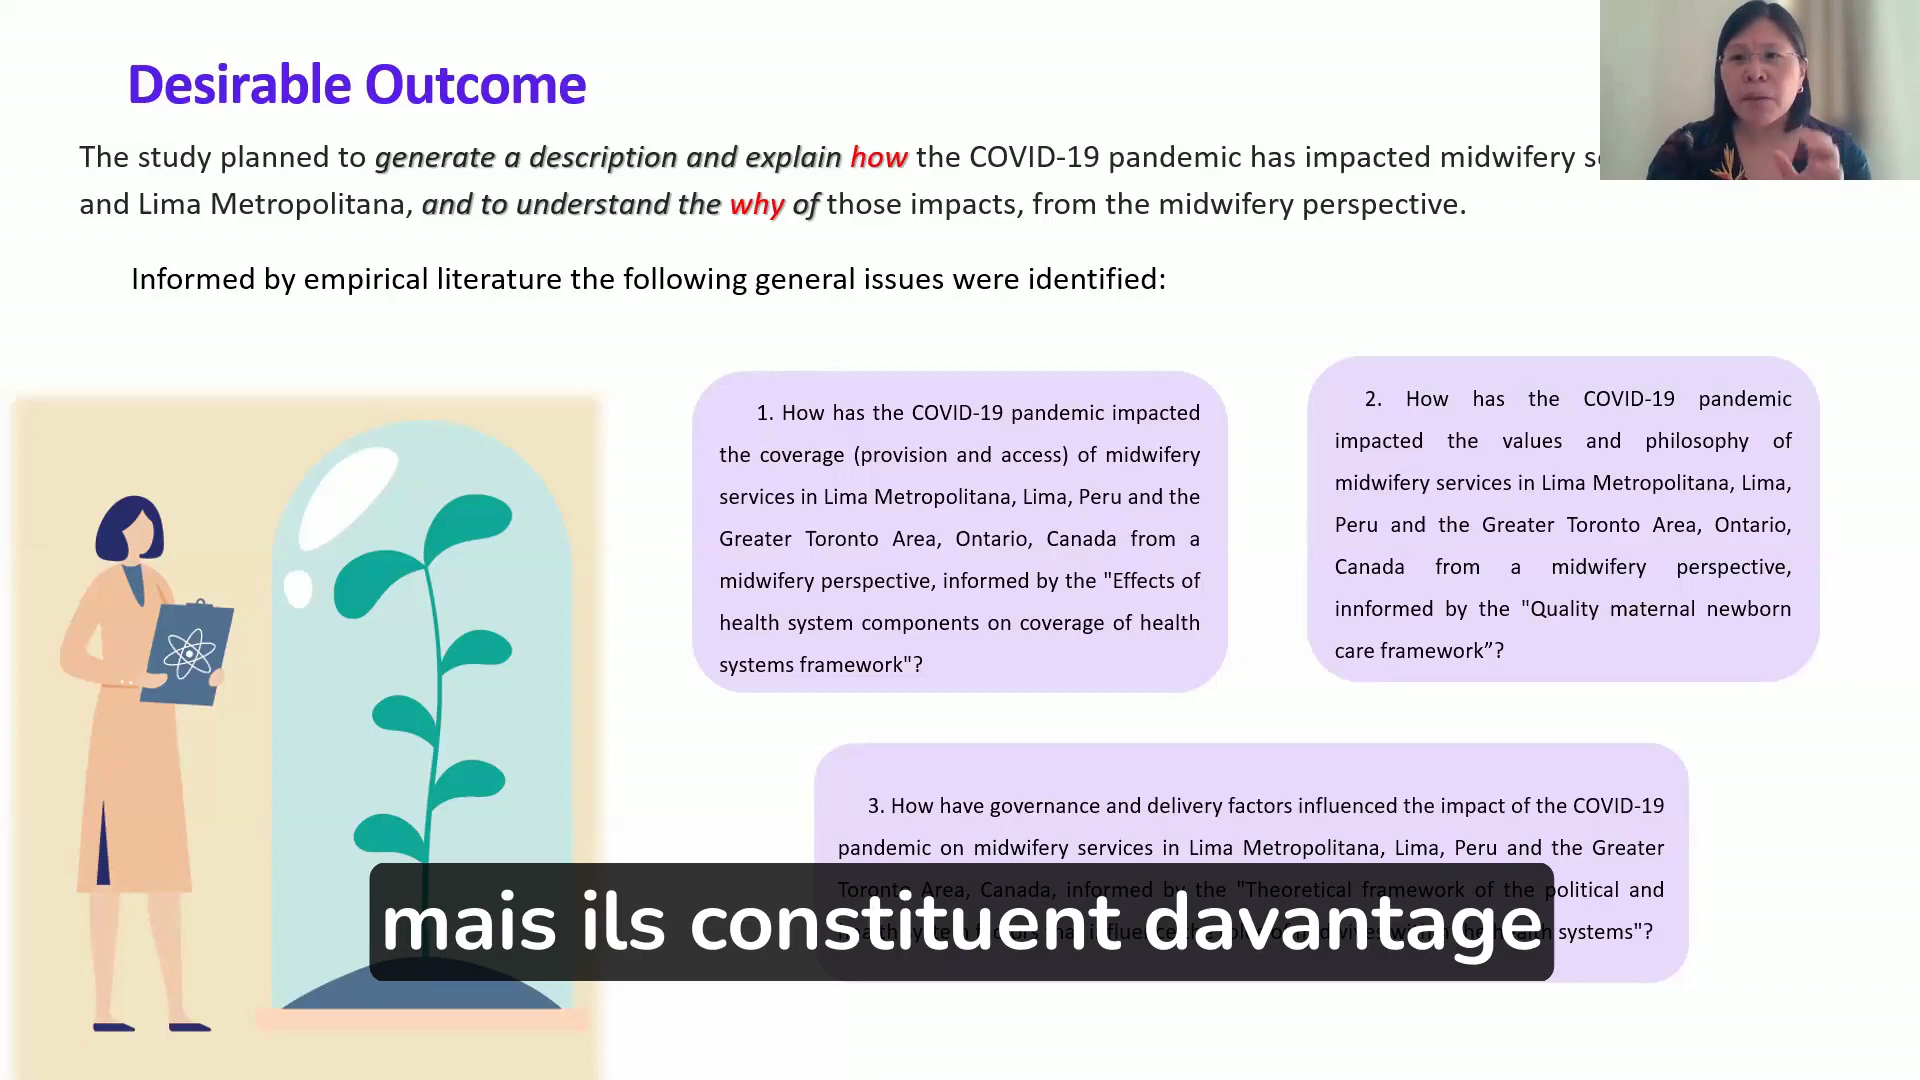 Desirable Outcome
The study planned to generate a description and explain how the COVID-19 pandemic has impacted midwifery
and Lima Metropolitana, and to understand the why of those impacts, from the midwifery perspective.
Informed by empirical literature the following general issues were identified:
1. How has the COVID-19 pandemic impacted
the coverage (provision and access) of midwifery
services in Lima Metropolitana, Lima, Peru and the
Greater Toronto Area, Ontario, Canada from a
midwifery perspective, informed by the "Effects of
health system components on coverage of health
systems framework"?
2. How has the COVID-19 pandemic
impacted the values and philosophy of
midwifery services in Lima Metropolitana, Lima,
Peru and the Greater Toronto Area, Ontario,
Canada from a midwifery perspective,
innformed by the "Quality maternal newborn
care framework”?
3. How have governance and delivery factors influenced the impact of the COVID-19
pandemic on midwifery services in Lima Metropolitana, Lima, Peru and the Greater
Toronto Area, Canada, informed by the "Theoretical framework of the political and
systems"?
mais ils constituent davantage